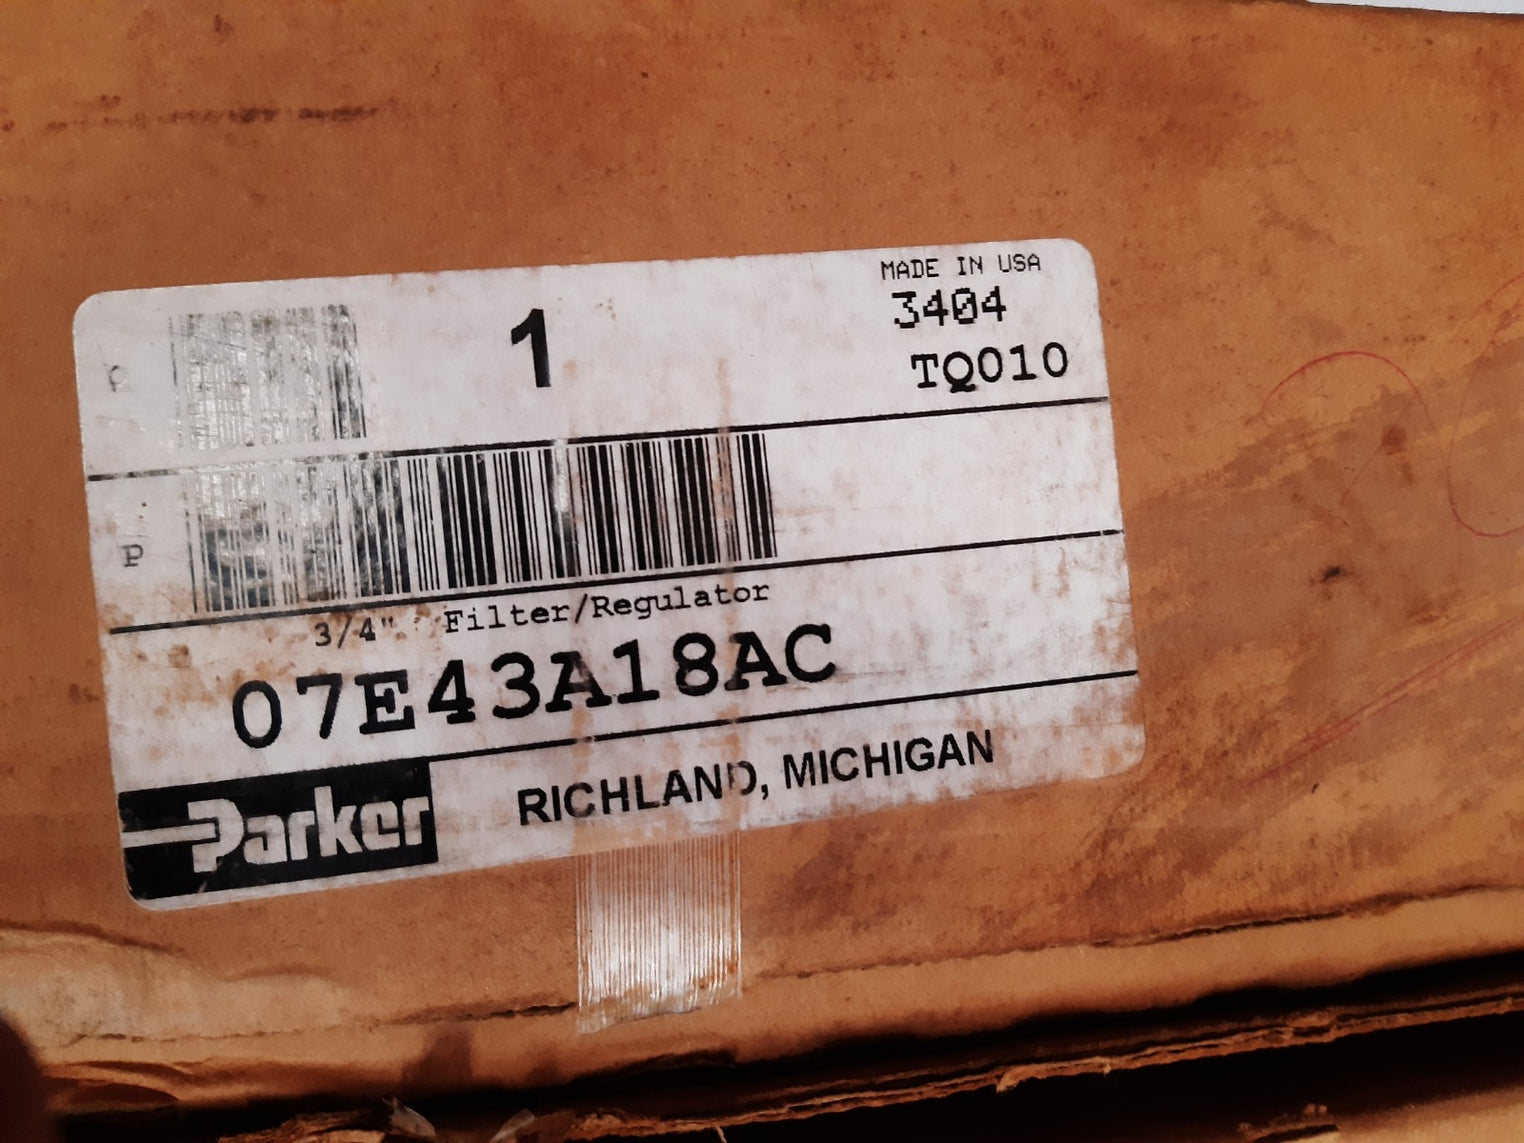 1
MADE IN USA
3404
TQ010
P
3/4" Filter/Regulator
07E43A18AC
Parker
RICHLAND, MICHIGAN